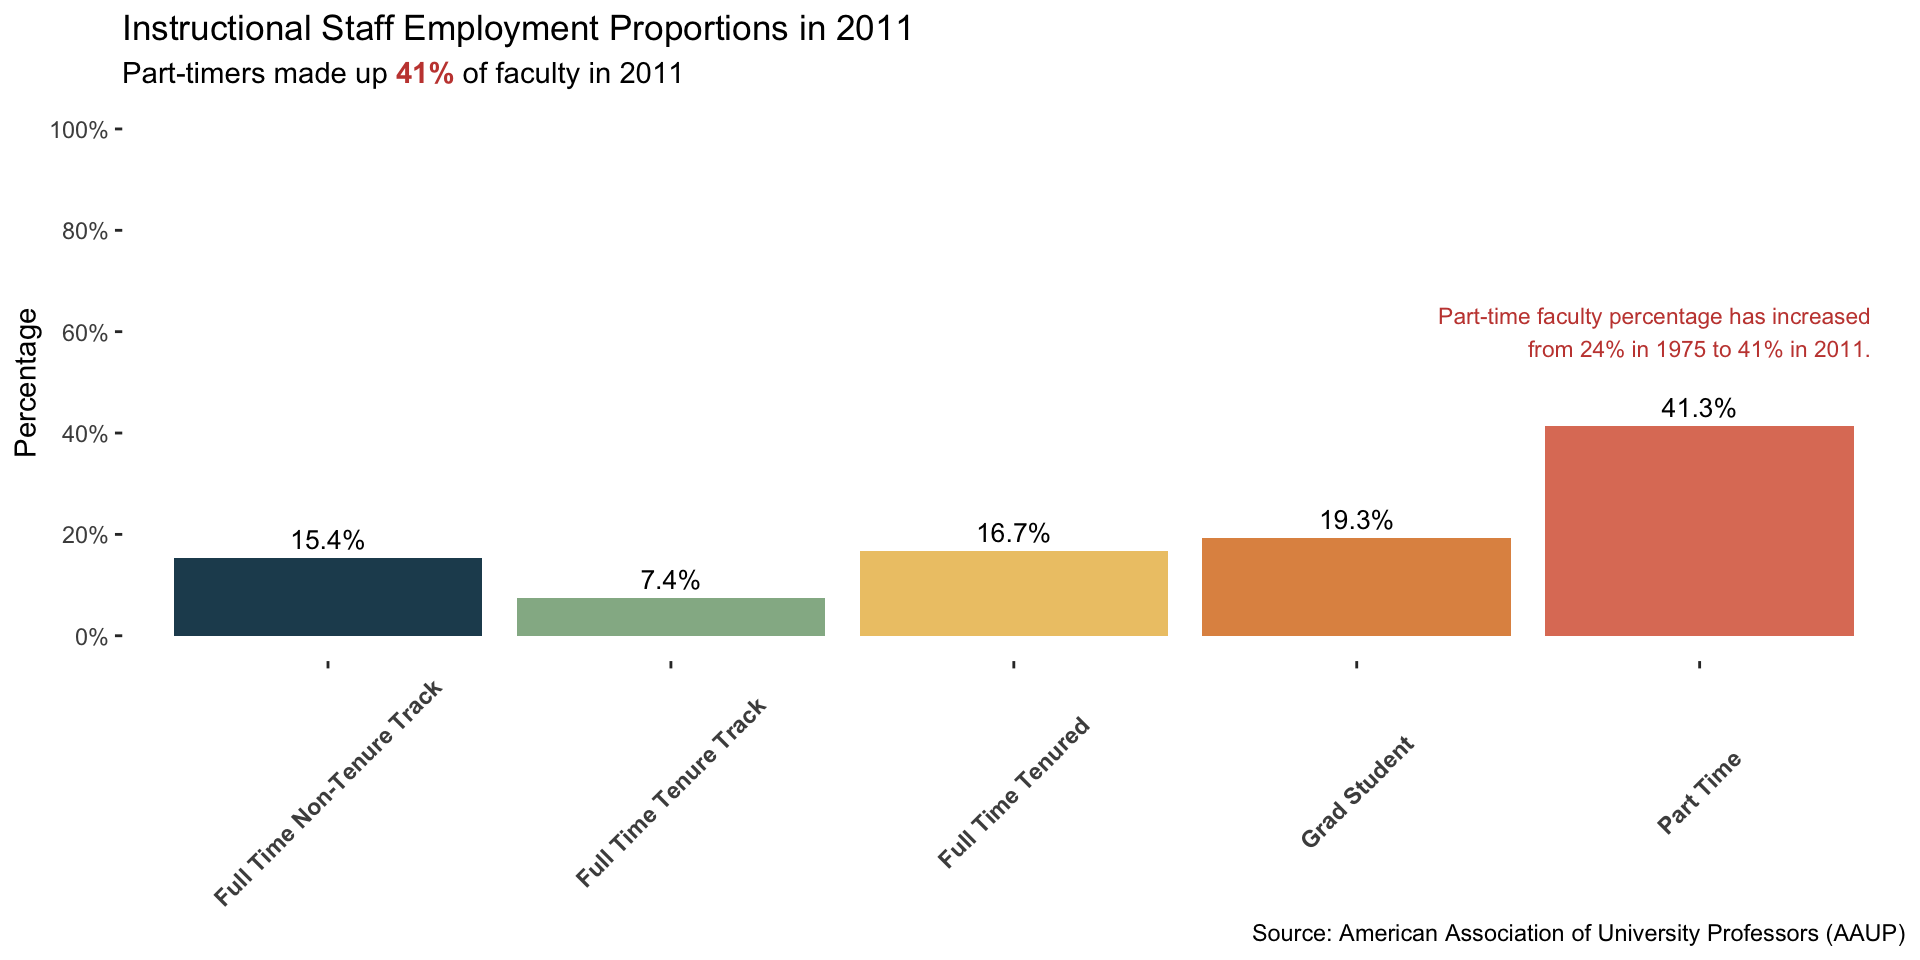 Instructional Staff Employment Proportions in 2011
Part-timers made up 41% of faculty in 2011
Percentage
100%
80%
60%
40%
20%
0%
Part-time faculty percentage has increased
from 24% in 1975 to 41% in 2011.
15.4%
7.4%
16.7%
19.3%
41.3%
Full Time Non-Tenure Track
Full Time Tenure Track
Full Time Tenured
Grad Student
Part Time
Source: American Association of University Professors (AAUP)